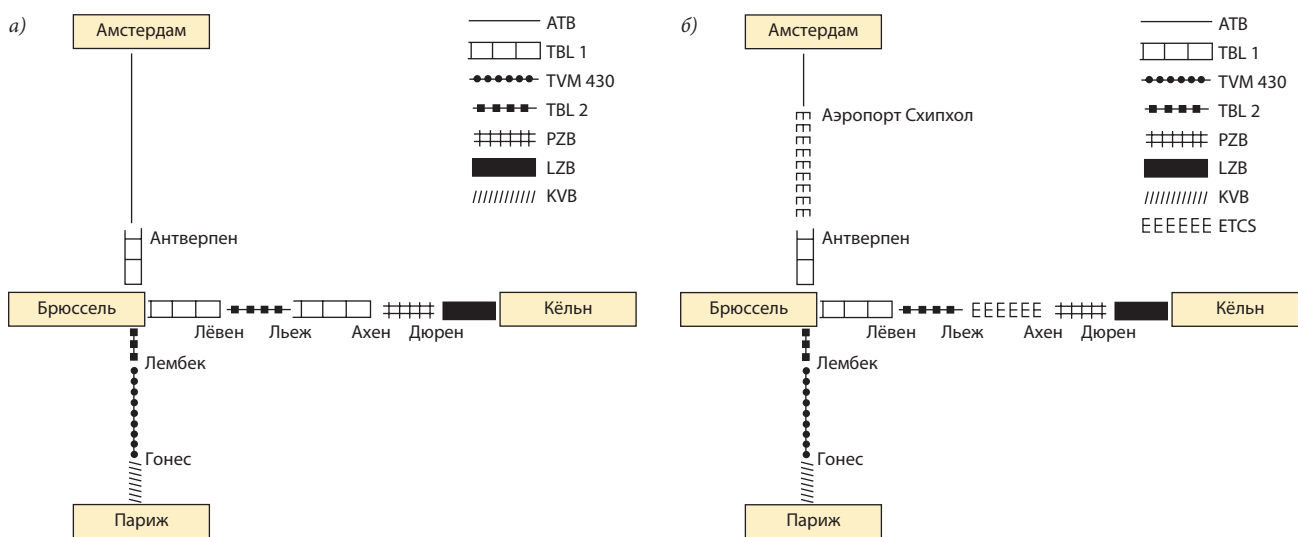 а)
Амстердам
ATB
TBL 1
TVM 430
TBL 2
PZB
LZB
KVB
Антверпен
Брюссель
Кёльн
Лёвен Льеж Ахен Дюрен
Лембек
Гонес
Париж
б)
Амстердам
ATB
TBL 1
TVM 430
TBL 2
PZB
LZB
KVB
ETCS
Аэропорт Схипхол
Антверпен
Брюссель
Кёльн
Лёвен Льеж Ахен Дюрен
Лембек
Гонес
Париж